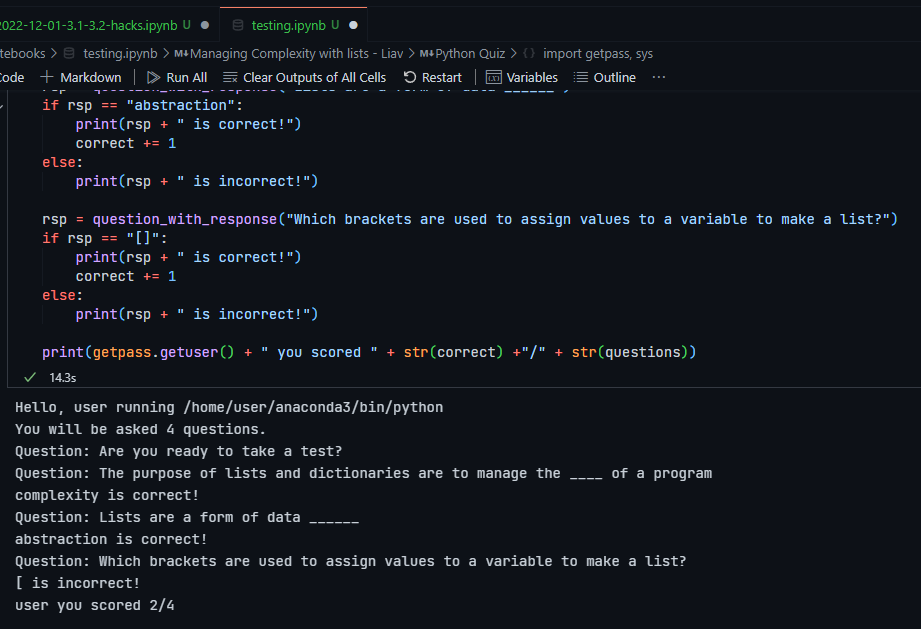 2022-12-01-3.1-3.2-hacks.ipynb U ● testing.ipynb U ●
tebooks > testing.ipynb > M↓Managing Complexity with lists - Liav > M↓Python Quiz > {} import getpass, sys
Code + Markdown | Run All Clear Outputs of All Cells Restart | Variables Outline ...
rsp = question_with_response("Lists are a form of data ______")
if rsp == "abstraction":
print(rsp + " is correct!")
correct += 1
else:
print(rsp + " is incorrect!")
rsp = question_with_response("Which brackets are used to assign values to a variable to make a list?")
if rsp == "[]":
print(rsp + " is correct!")
correct += 1
else:
print(rsp + " is incorrect!")
print(getpass.getuser() + " you scored " + str(correct) +"/" + str(questions))
✓ 14.3s
Hello, user running /home/user/anaconda3/bin/python
You will be asked 4 questions.
Question: Are you ready to take a test?
Question: The purpose of lists and dictionaries are to manage the ____ of a program
complexity is correct!
Question: Lists are a form of data ______
abstraction is correct!
Question: Which brackets are used to assign values to a variable to make a list?
[ is incorrect!
user you scored 2/4